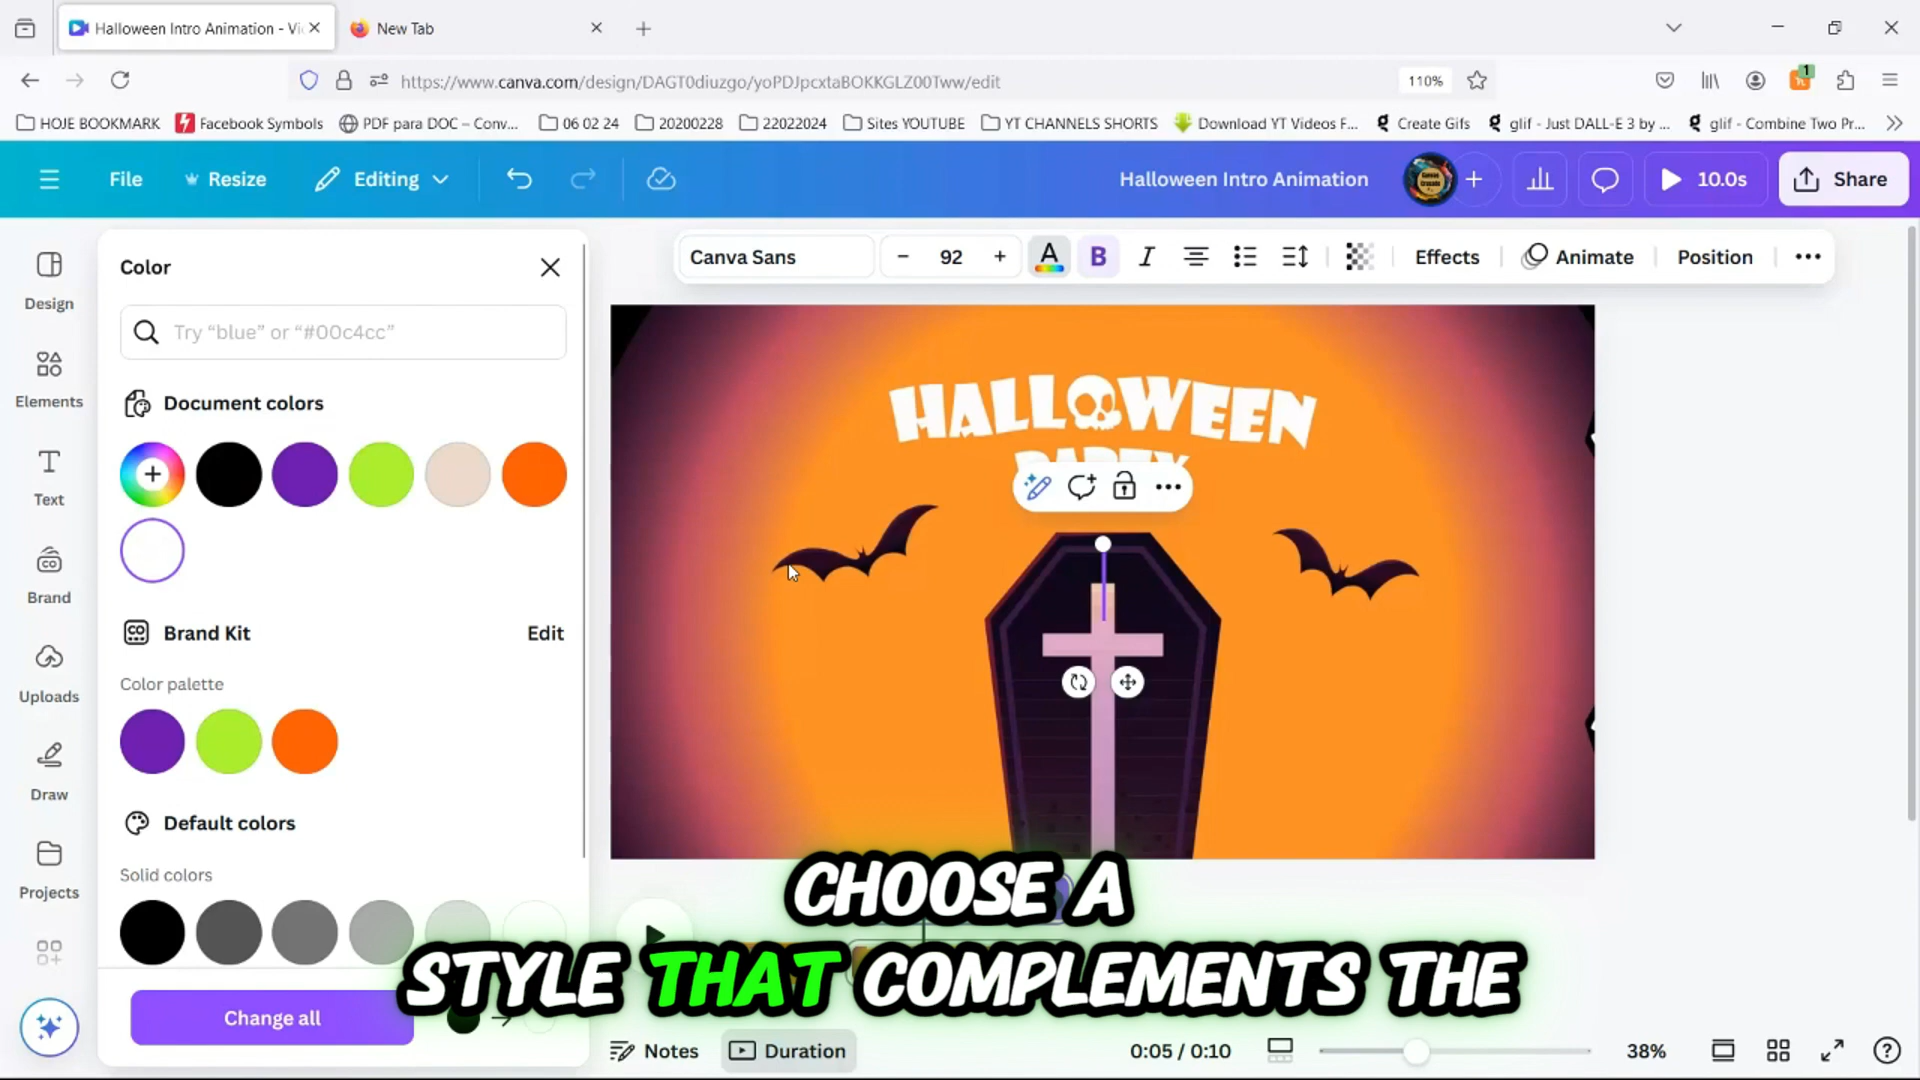 Halloween Intro Animation - Vi
New Tab
https://www.canva.com/design/DAGT0diuzgo/yoPDJpcxtaBOKKGLZ00Tww/edit
110%
1
HOJE BOOKMARK
Facebook Symbols
PDF para DOC – Conv...
06 02 24
20200228
22022024
Sites YOUTUBE
YT CHANNELS SHORTS
Download YT Videos F...
Create Gifs
glif - Just DALL-E 3 by ...
glif - Combine Two Pr...
File
Resize
Editing
Halloween Intro Animation
10.0s
Share
Design
Elements
Text
Brand
Uploads
Draw
Projects
Color
Try “blue” or “#00c4cc”
Document colors
Brand Kit
Edit
Color palette
Default colors
Solid colors
Change all
Canva Sans
92
A
B
I
Effects
Animate
Position
HALLOWEEN
PARTY
CHOOSE A
STYLE THAT COMPLEMENTS THE
Notes
Duration
0:05 / 0:10
38%